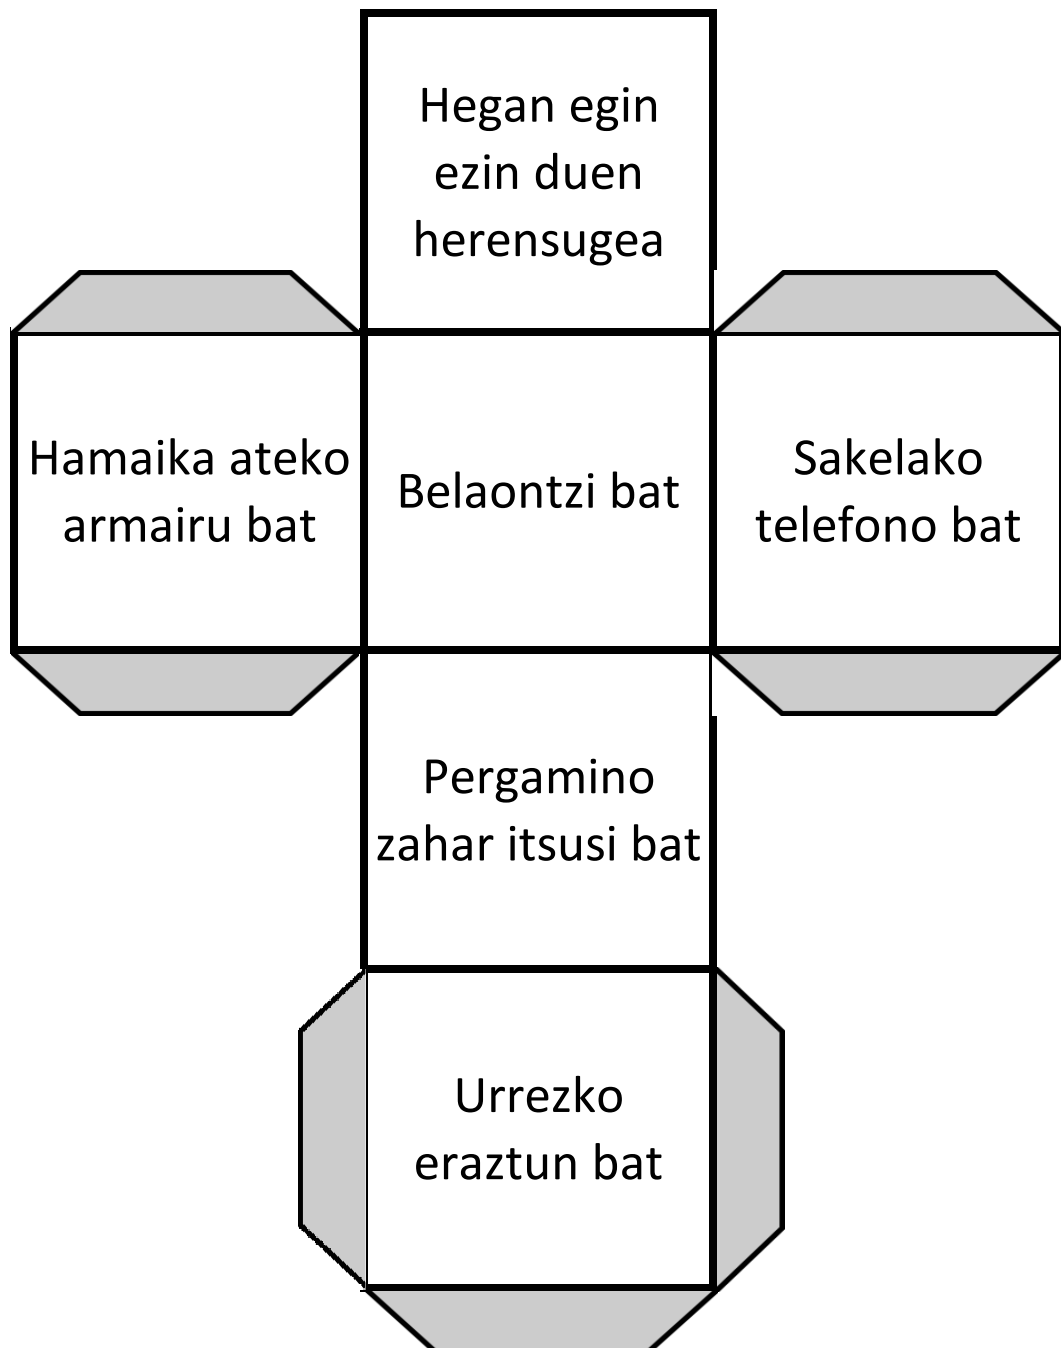 Hegan egin
ezin duen
herensugea
Hamaika ateko
armairu bat
Belaontzi bat
Sakelako
telefono bat
Pergamino
zahar itsusi bat
Urrezko
eraztun bat